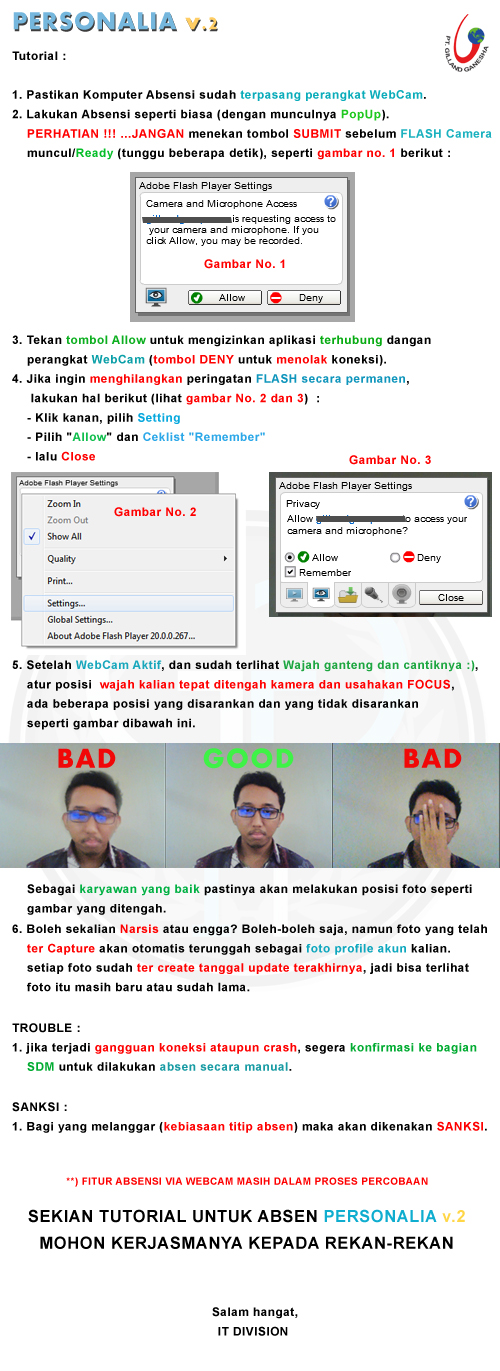 PERSONALIA v.2
PT. GILLAND GANESHA
Tutorial :
1. Pastikan Komputer Absensi sudah terpasang perangkat WebCam.
2. Lakukan Absensi seperti biasa (dengan munculnya PopUp).
PERHATIAN !!! ...JANGAN menekan tombol SUBMIT sebelum FLASH Camera
muncul/Ready (tunggu beberapa detik), seperti gambar no. 1 berikut :
Adobe Flash Player Settings
Camera and Microphone Access
is requesting access to
your camera and microphone. If you
click Allow, you may be recorded.
Gambar No. 1
Allow
Deny
3. Tekan tombol Allow untuk mengizinkan aplikasi terhubung dangan
perangkat WebCam (tombol DENY untuk menolak koneksi).
4. Jika ingin menghilangkan peringatan FLASH secara permanen,
lakukan hal berikut (lihat gambar No. 2 dan 3) :
- Klik kanan, pilih Setting
- Pilih "Allow" dan Ceklist "Remember"
- lalu Close
Gambar No. 3
Adobe Flash Player Settings
Zoom In
Gambar No. 2
Zoom Out
Show All
Quality
Print...
Settings...
Global Settings...
About Adobe Flash Player 20.0.0.267...
Adobe Flash Player Settings
Privacy
Allow to access your
camera and microphone?
Allow
Deny
Remember
Close
5. Setelah WebCam Aktif, dan sudah terlihat Wajah ganteng dan cantiknya :),
atur posisi wajah kalian tepat ditengah kamera dan usahakan FOCUS,
ada beberapa posisi yang disarankan dan yang tidak disarankan
seperti gambar dibawah ini.
BAD GOOD BAD
Sebagai karyawan yang baik pastinya akan melakukan posisi foto seperti
gambar yang ditengah.
6. Boleh sekalian Narsis atau engga? Boleh-boleh saja, namun foto yang telah
ter Capture akan otomatis terunggah sebagai foto profile akun kalian.
setiap foto sudah ter create tanggal update terakhirnya, jadi bisa terlihat
foto itu masih baru atau sudah lama.
TROUBLE :
1. jika terjadi gangguan koneksi ataupun crash, segera konfirmasi ke bagian
SDM untuk dilakukan absen secara manual.
SANKSI :
1. Bagi yang melanggar (kebiasaan titip absen) maka akan dikenakan SANKSI.
**) FITUR ABSENSI VIA WEBCAM MASIH DALAM PROSES PERCOBAAN
SEKIAN TUTORIAL UNTUK ABSEN PERSONALIA v.2
MOHON KERJASMANYA KEPADA REKAN-REKAN
Salam hangat,
IT DIVISION